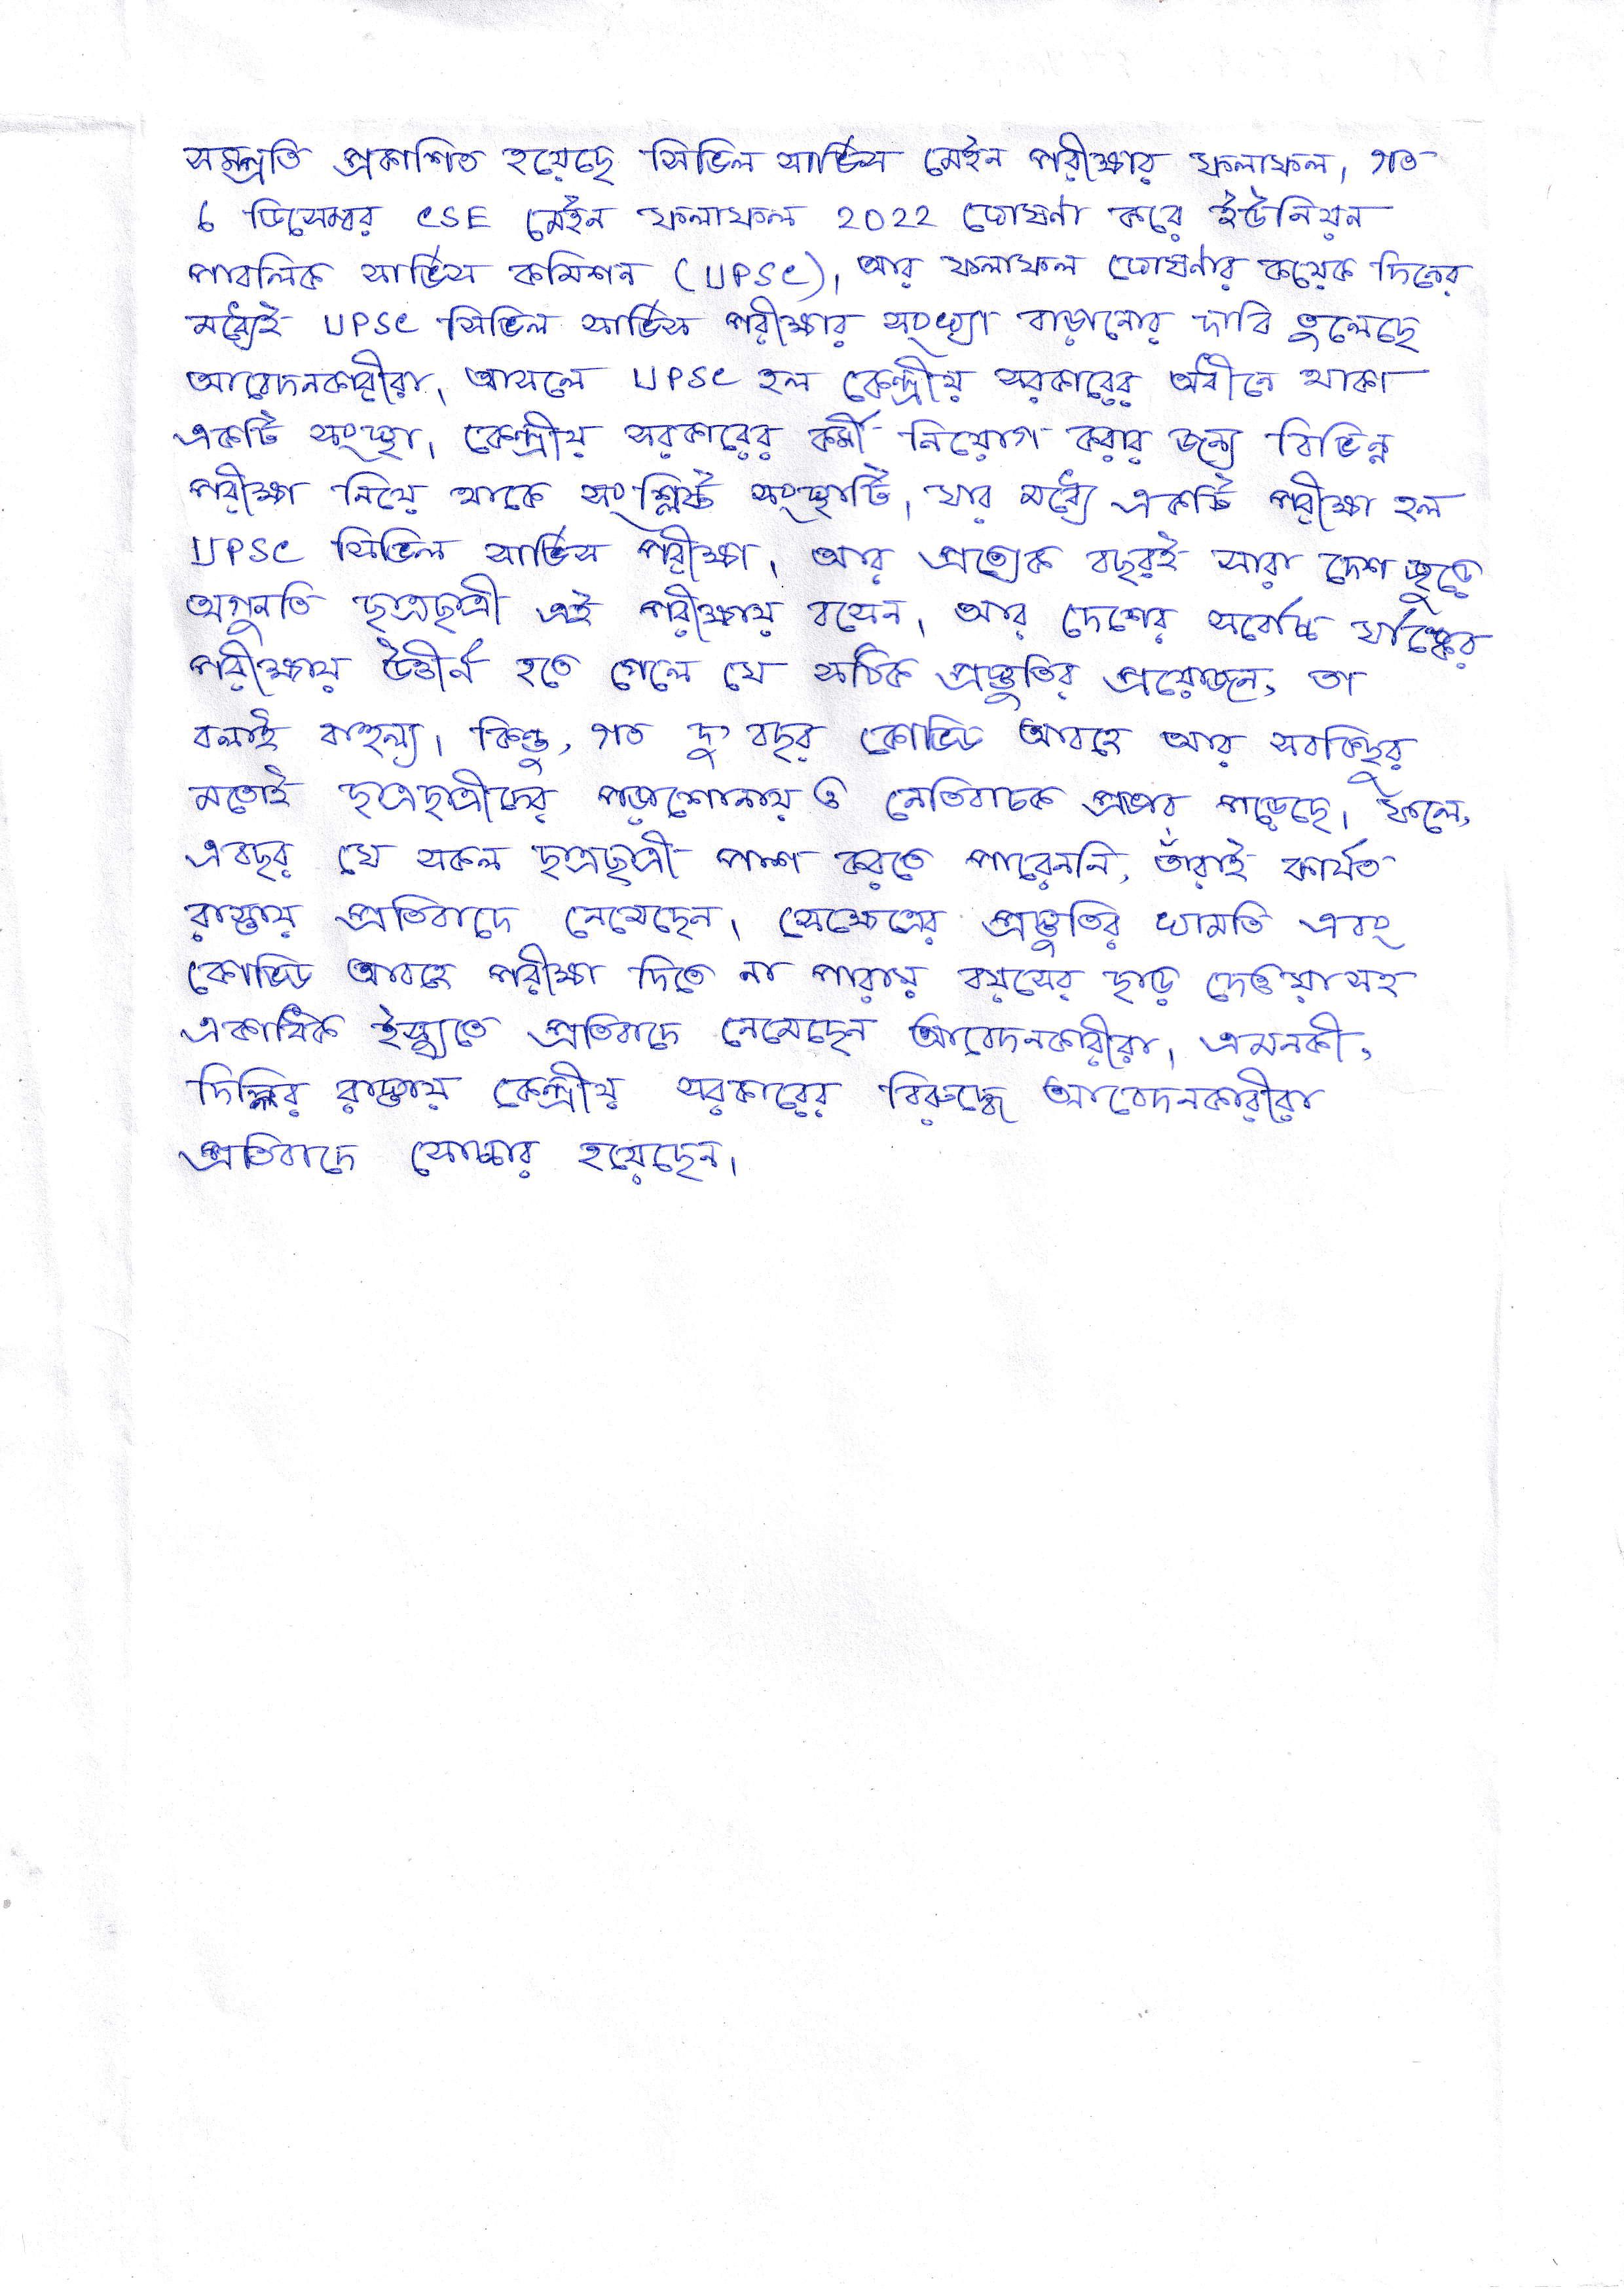 সম্প্রতি প্রকাশিত হয়েছে সিভিল সার্ভিস মেইন পরীক্ষার ফলাফল, গত
৬ ডিসেম্বর CSE মেইন ফলাফল 2022 ঘোষণা করে ইউনিয়ন
পাবলিক সার্ভিস কমিশন (UPSC), আর ফলাফল ঘোষণার কয়েক দিনের
মধ্যেই UPSC সিভিল সার্ভিস পরীক্ষার সংখ্যা বাড়ানোর দাবি তুলেছে
আবেদনকারীরা, আসলে UPSC হল কেন্দ্রীয় সরকারের অধীনে থাকা
একটি সংস্থা, কেন্দ্রীয় সরকারের কর্মী নিয়োগ করার জন্য বিভিন্ন
পরীক্ষা নিয়ে থাকে সংশ্লিষ্ট সংস্থাটি, যার মধ্যে একটি পরীক্ষা হল
UPSC সিভিল সার্ভিস পরীক্ষা, আর প্রত্যেক বছরই সারা দেশ জুড়ে
অগুনতি ছাত্রছাত্রী এই পরীক্ষায় বসেন, আর দেশের সর্বোচ্চ র্যাঙ্কের
পরীক্ষায় উত্তীর্ন হতে গেলে যে সঠিক প্রস্তুতির প্রয়োজন, তা
বলাই বাহুল্য। কিন্তু, গত দু' বছর কোভিড আবহে আর সবকিছুর
মতোই ছাত্রছাত্রীদের পড়াশোনায় ও নেতিবাচক প্রভাব পড়েছে, ফলে,
এবছর যে সকল ছাত্রছাত্রী পাশ করতে পারেননি, তাঁরাই কার্যত
রাস্তায় প্রতিবাদে নেমেছেন, সেক্ষেত্রের প্রস্তুতির খামতি এবং
কোভিড আবহে পরীক্ষা দিতে না পারায় বয়সের ছাড় দেওয়া সহ
একাধিক ইস্যুতে প্রতিবাদে নেমেছেন আবেদনকারীরা, এমনকী,
দিল্লির রাস্তায় কেন্দ্রীয় সরকারের বিরুদ্ধে আবেদনকারীরা
প্রতিবাদে সোচ্চার হয়েছেন,